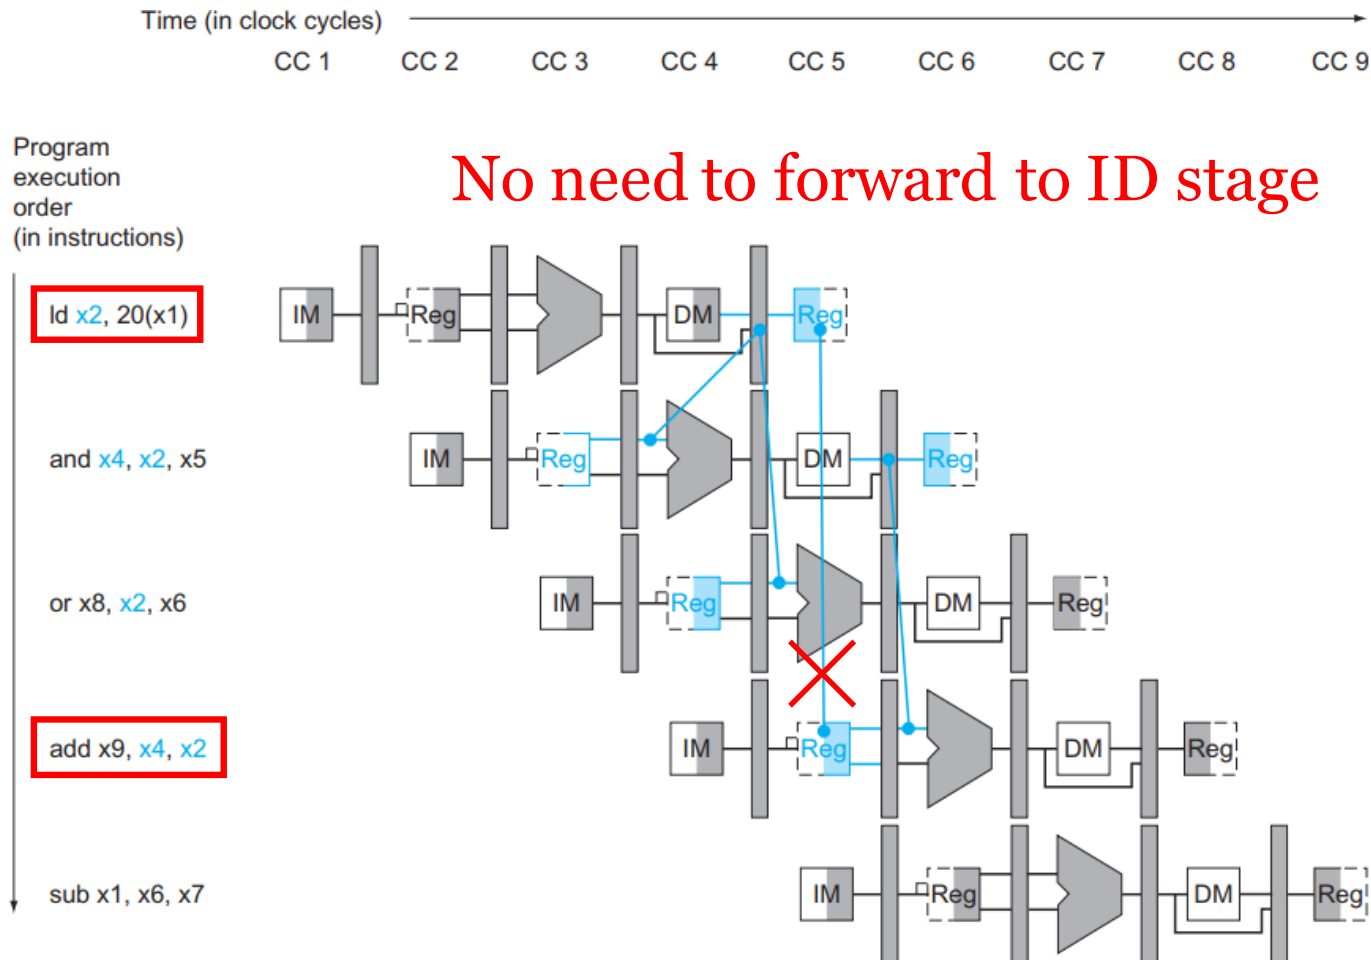 Time (in clock cycles)
CC 1 CC 2 CC 3 CC 4 CC 5 CC 6 CC 7 CC 8 CC 9
Program
execution
order
(in instructions)
No need to forward to ID stage
ld x2, 20(x1)
IM Reg DM Reg
and x4, x2, x5
IM Reg DM Reg
or x8, x2, x6
IM Reg DM Reg
add x9, x4, x2
IM Reg DM Reg
sub x1, x6, x7
IM Reg DM Reg